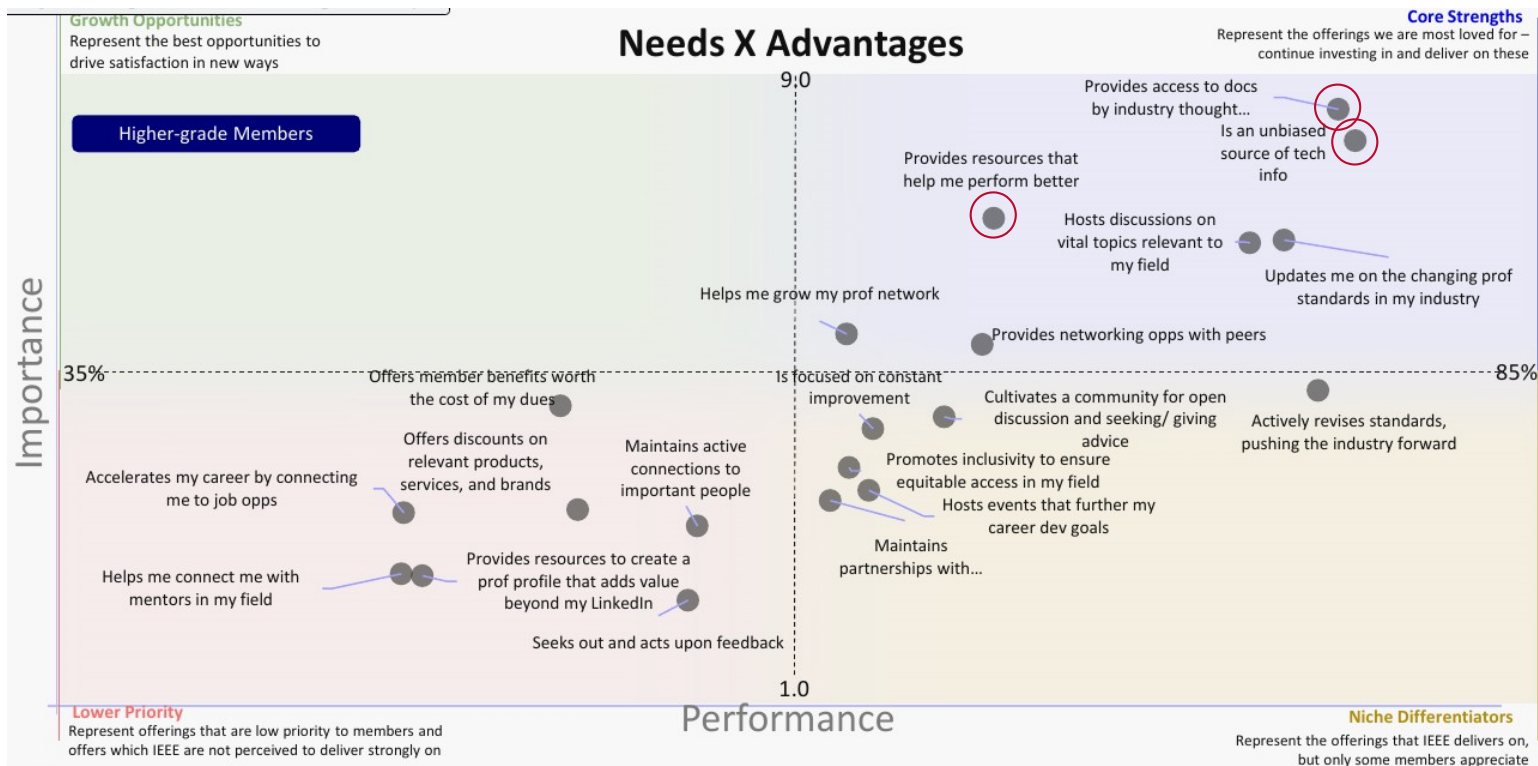 Growth Opportunities
Represent the best opportunities to
drive satisfaction in new ways
Needs X Advantages
Core Strengths
Represent the offerings we are most loved for –
continue investing in and deliver on these
9.0
Higher-grade Members
Provides access to docs
by industry thought...
Is an unbiased
source of tech
info
Provides resources that
help me perform better
Hosts discussions on
vital topics relevant to
my field
Updates me on the changing prof
standards in my industry
Helps me grow my prof network
Provides networking opps with peers
Importance
35%
85%
Offers member benefits worth
the cost of my dues
Is focused on constant
improvement
Cultivates a community for open
discussion and seeking/ giving
advice
Actively revises standards,
pushing the industry forward
Offers discounts on
relevant products,
services, and brands
Maintains active
connections to
important people
Accelerates my career by connecting
me to job opps
Promotes inclusivity to ensure
equitable access in my field
Hosts events that further my
career dev goals
Maintains
partnerships with...
Helps me connect me with
mentors in my field
Provides resources to create a
prof profile that adds value
beyond my LinkedIn
Seeks out and acts upon feedback
1.0
Performance
Lower Priority
Represent offerings that are low priority to members and
offers which IEEE are not perceived to deliver strongly on
Niche Differentiators
Represent the offerings that IEEE delivers on,
but only some members appreciate